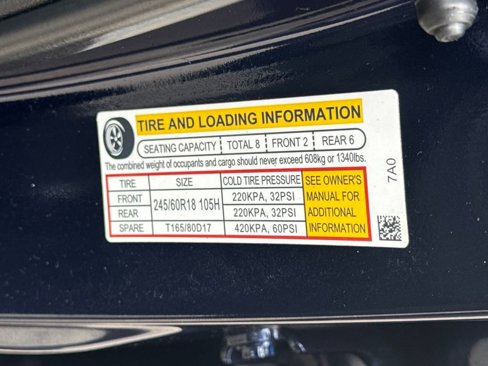 TIRE AND LOADING INFORMATION
SEATING CAPACITY TOTAL 8 FRONT 2 REAR 6
The combined weight of occupants and cargo should never exceed 608kg or 1340lbs.
TIRE SIZE COLD TIRE PRESSURE SEE OWNER'S
FRONT 245/60R18 105H 220KPA, 32PSI MANUAL FOR
REAR 220KPA, 32PSI ADDITIONAL
SPARE T165/80D17 420KPA, 60PSI INFORMATION
7A0